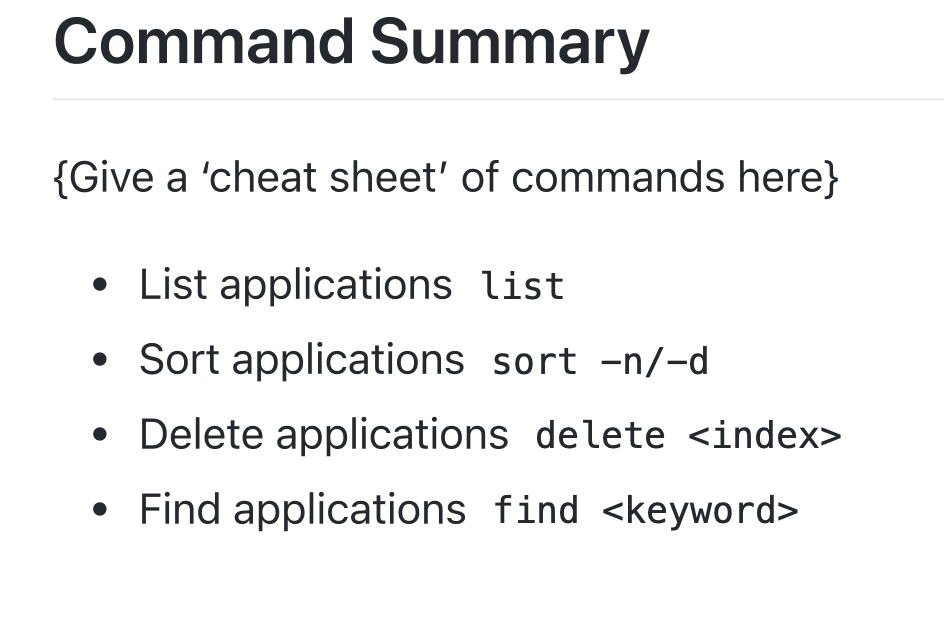 Command Summary
{Give a ‘cheat sheet’ of commands here}
• List applications list
• Sort applications sort -n/-d
• Delete applications delete <index>
• Find applications find <keyword>